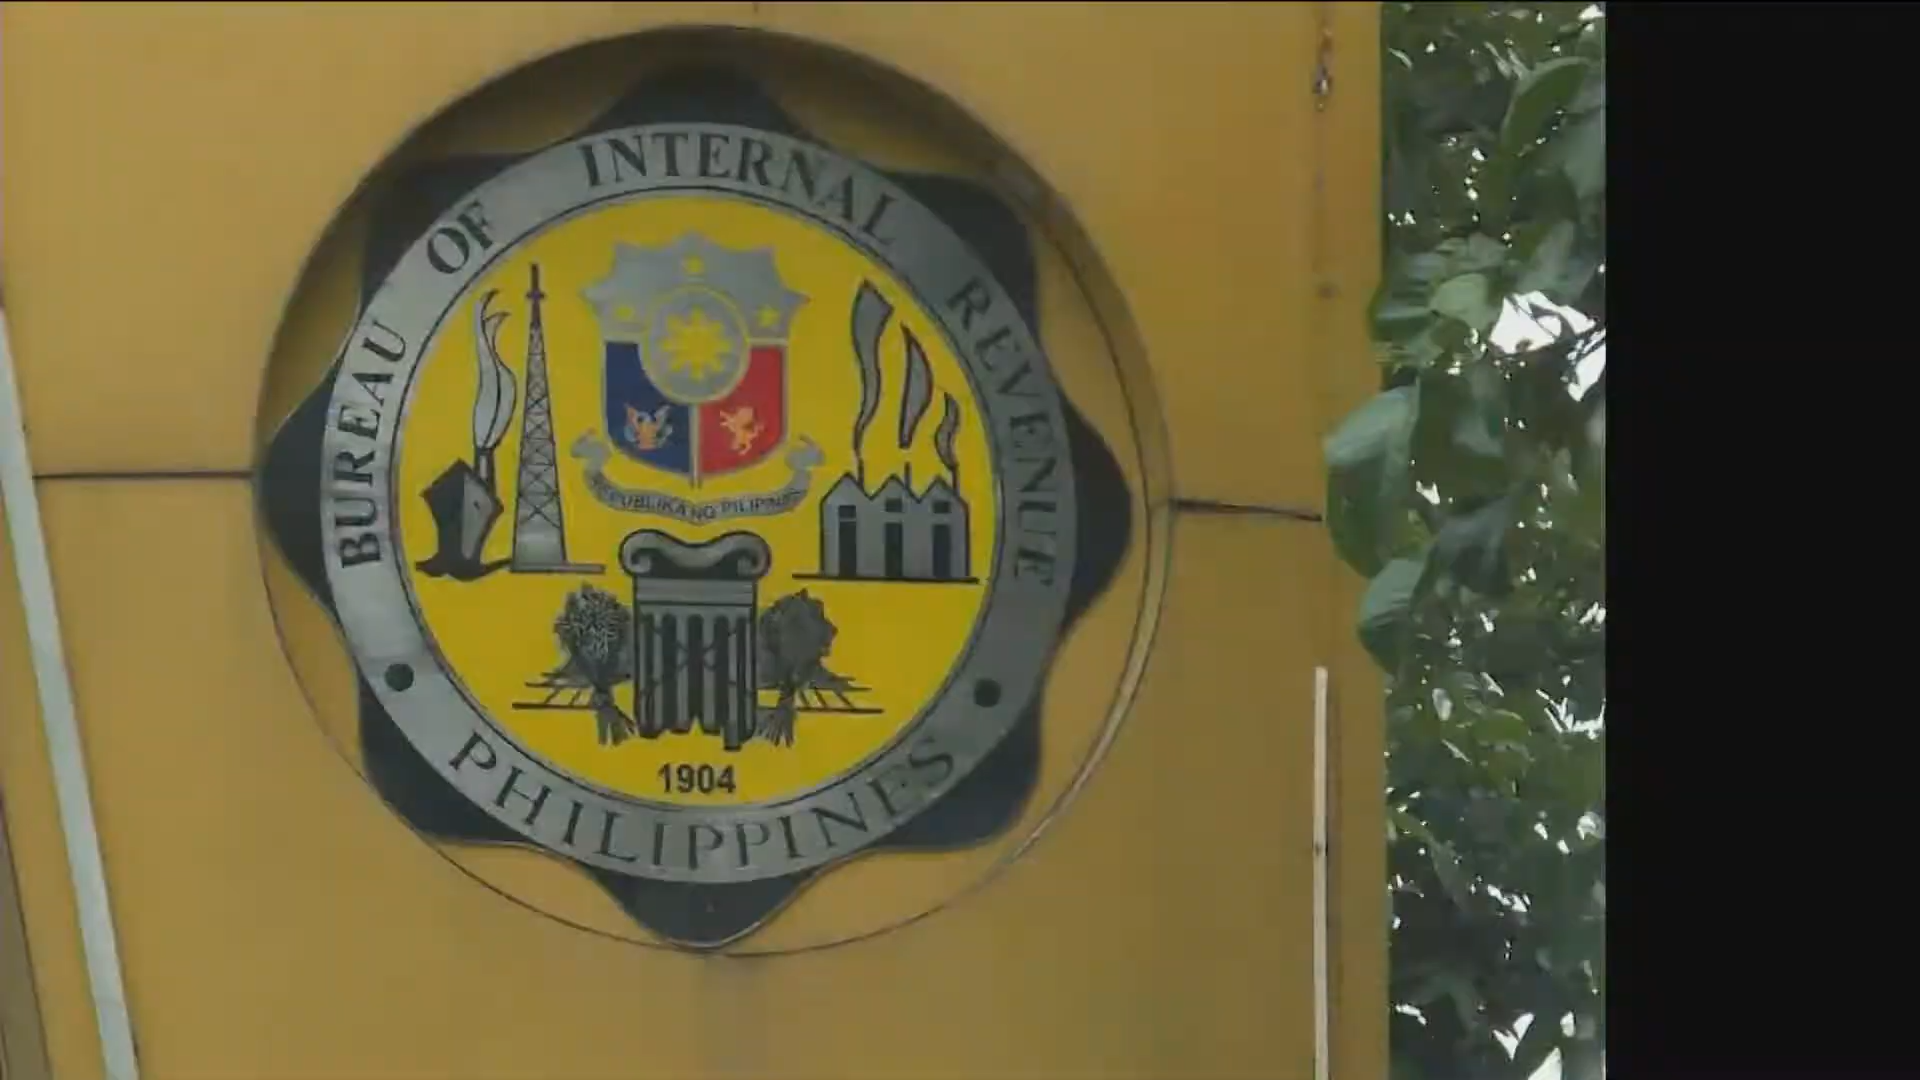 BUREAU OF INTERNAL REVENUE
REPUBLIKA NG PILIPINAS
1904
PHILIPPINES